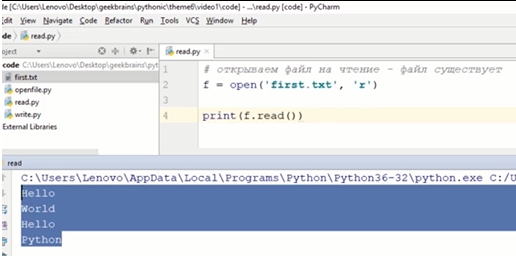 le [C:\Users\Lenovo\Desktop\geekbrains\pythonic\theme6\video1\code] - ...\read.py [code] - PyCharm
dit View Navigate Code Refactor Run Tools VCS Window Help
de read.py
oject
read.py
code C:\Users\Lenovo\Desktop\geekbrains\pyt
first.txt
openfile.py
read.py
write.py
External Libraries
1 # открываем файл на чтение - файл существует
2 f = open('first.txt', 'r')
3
4 print(f.read())
read
C:\Users\Lenovo\AppData\Local\Programs\Python\Python36-32\python.exe C:/U
Hello
World
Hello
Python